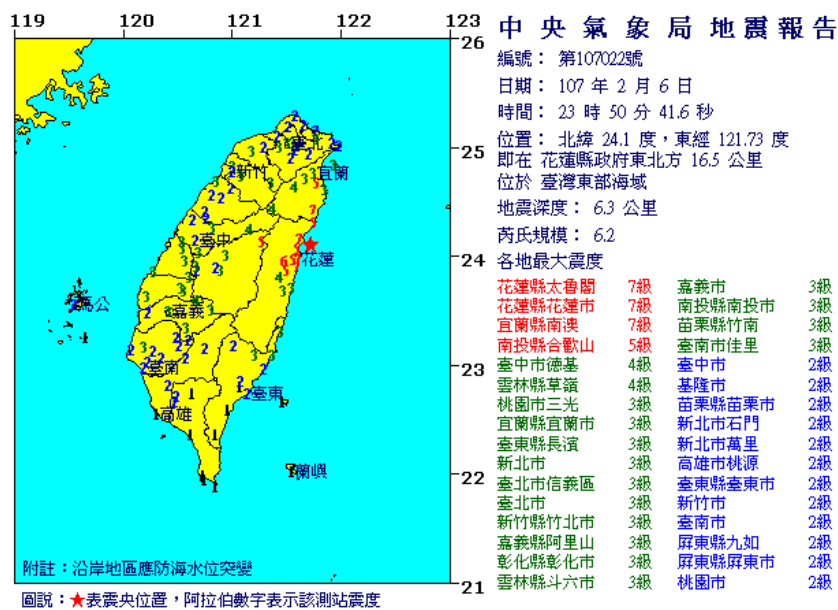 119 120 121 122 123
26
25
24
23
22
21
臺北
宜蘭
新竹
臺中
花蓮
馬公
嘉義
臺南
臺東
高雄
蘭嶼
附註：沿岸地區應防海水位突變
圖說：★表震央位置，阿拉伯數字表示該測站震度
中央氣象局地震報告
編號： 第107022號
日期： 107 年 2 月 6 日
時間： 23 時 50 分 41.6 秒
位置： 北緯 24.1 度，東經 121.73 度
即在 花蓮縣政府東北方 16.5 公里
位於 臺灣東部海域
地震深度： 6.3 公里
芮氏規模： 6.2
各地最大震度
花蓮縣太魯閣 7級 嘉義市 3級
花蓮縣花蓮市 7級 南投縣南投市 3級
宜蘭縣南澳 7級 苗栗縣竹南 3級
南投縣合歡山 5級 臺南市佳里 3級
臺中市德基 4級 臺中市 2級
雲林縣草嶺 4級 基隆市 2級
桃園市三光 3級 苗栗縣苗栗市 2級
宜蘭縣宜蘭市 3級 新北市石門 2級
臺東縣長濱 3級 新北市萬里 2級
新北市 3級 高雄市桃源 2級
臺北市信義區 3級 臺東縣臺東市 2級
臺北市 3級 新竹市 2級
新竹縣竹北市 3級 臺南市 2級
嘉義縣阿里山 3級 屏東縣九如 2級
彰化縣彰化市 3級 屏東縣屏東市 2級
雲林縣斗六市 3級 桃園市 2級